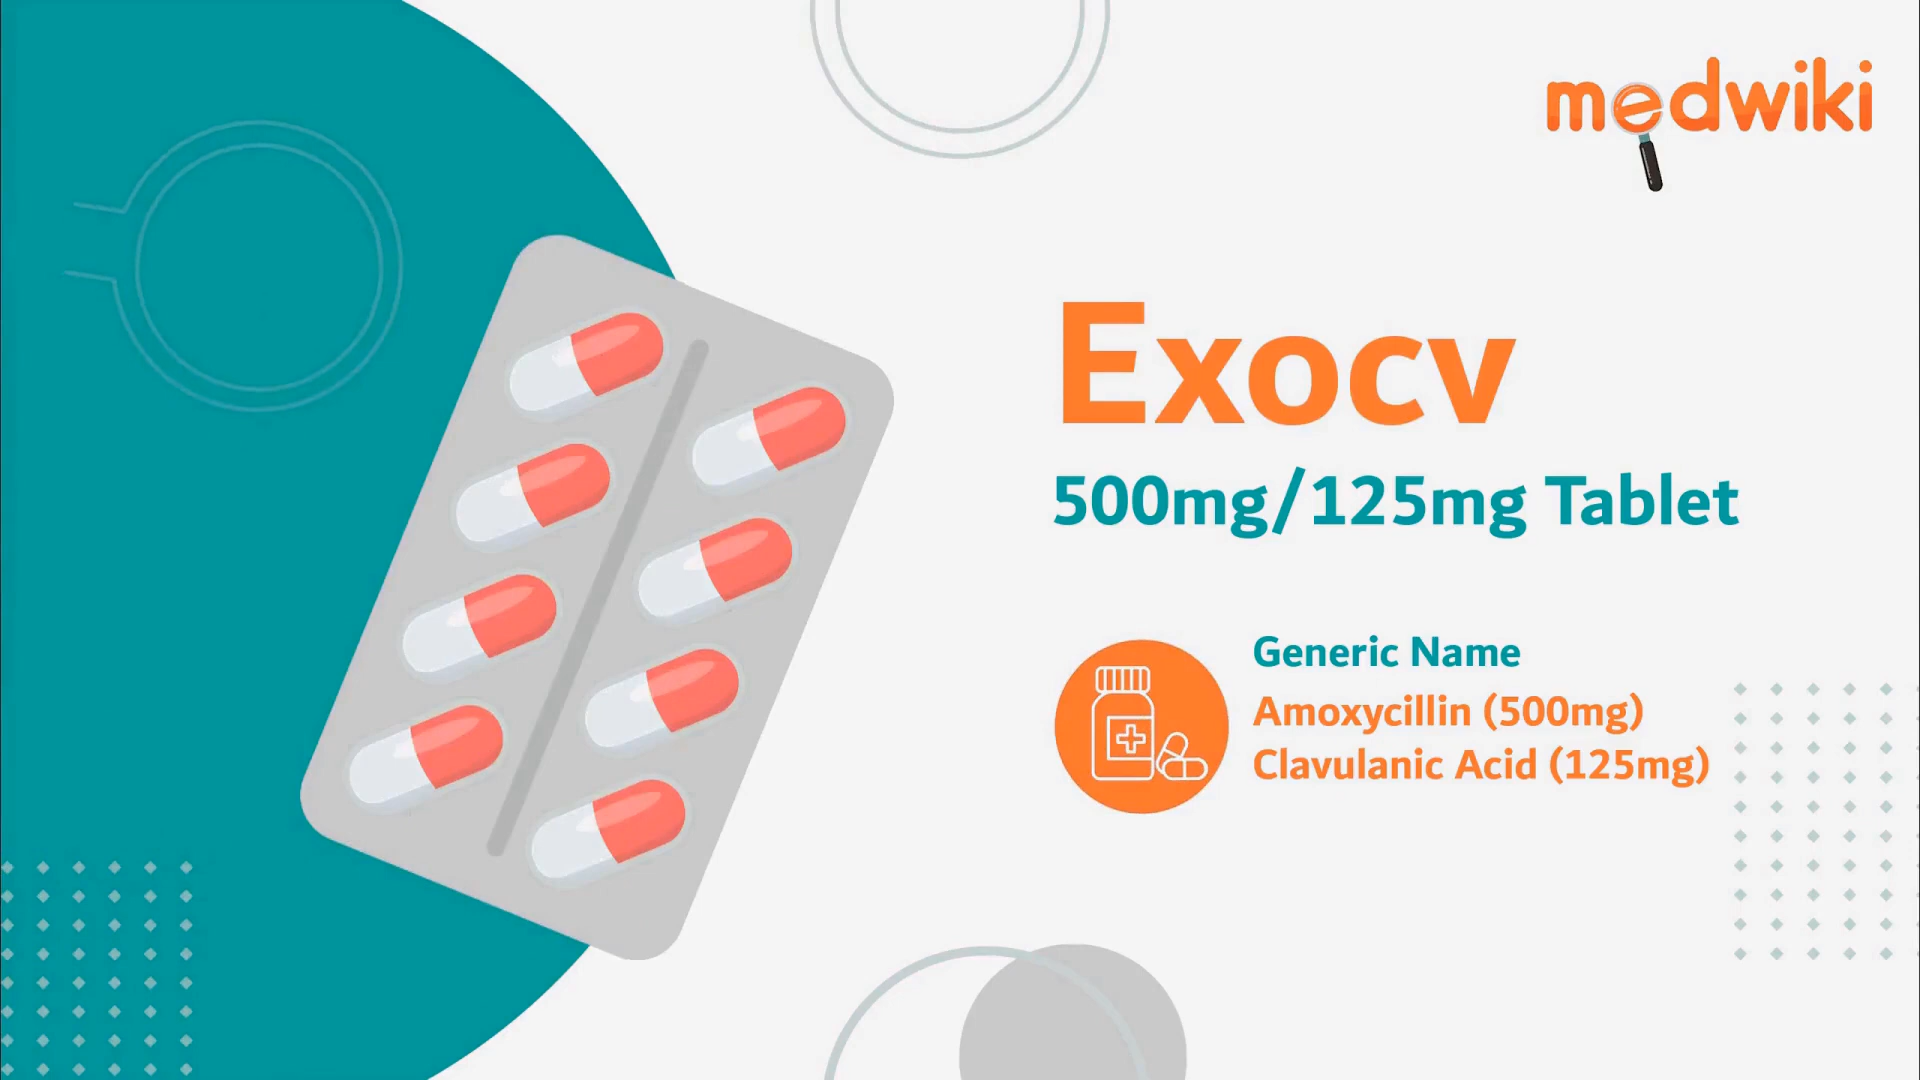 medwiki
Exocv
500mg/125mg Tablet
Generic Name
Amoxycillin (500mg)
Clavulanic Acid (125mg)